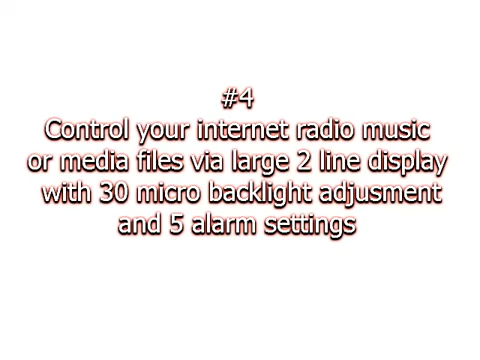 #4
Control your internet radio music
or media files via large 2 line display
with 30 micro backlight adjusment
and 5 alarm settings